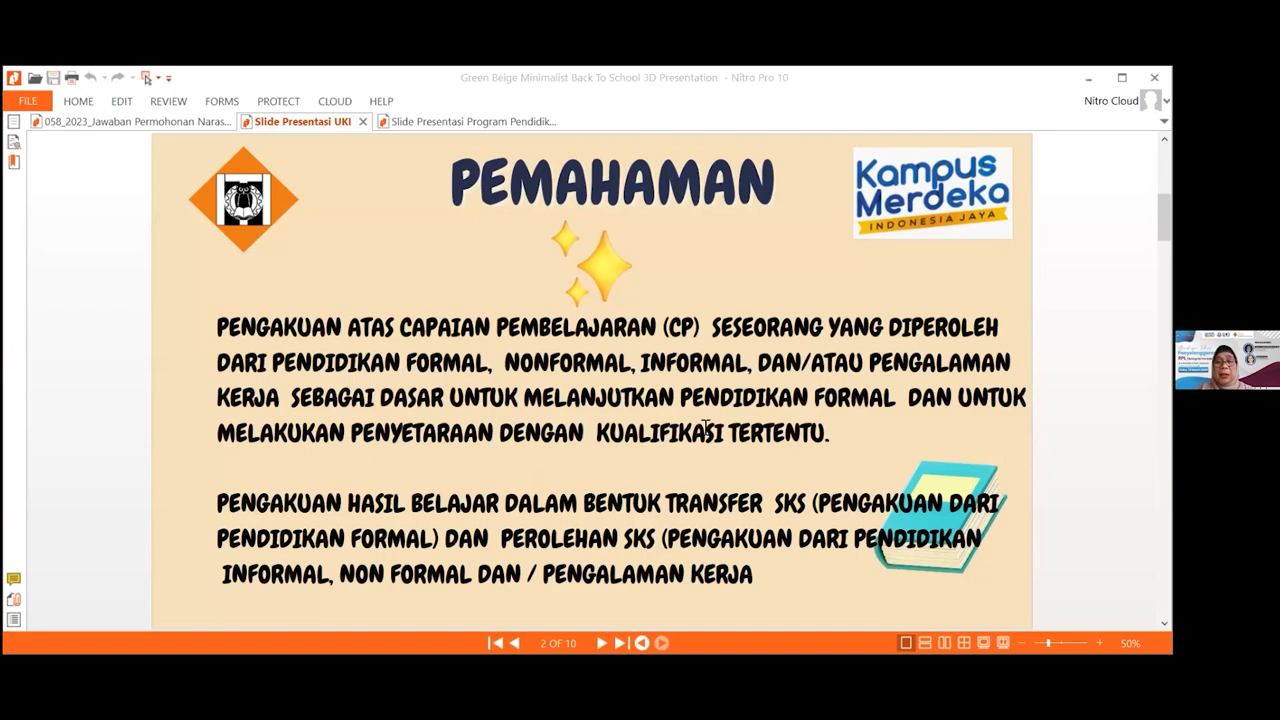 Green Beige Minimalist Back To School 3D Presentation - Nitro Pro 10
FILE HOME EDIT REVIEW FORMS PROTECT CLOUD HELP
Nitro Cloud
058_2023_Jawaban Permohonan Naras... Slide Presentasi UKI Slide Presentasi Program Pendidik...
PEMAHAMAN
Kampus
Merdeka
INDONESIA JAYA
PENGAKUAN ATAS CAPAIAN PEMBELAJARAN (CP) SESEORANG YANG DIPEROLEH
DARI PENDIDIKAN FORMAL, NONFORMAL, INFORMAL, DAN/ATAU PENGALAMAN
KERJA SEBAGAI DASAR UNTUK MELANJUTKAN PENDIDIKAN FORMAL DAN UNTUK
MELAKUKAN PENYETARAAN DENGAN KUALIFIKASI TERTENTU.
PENGAKUAN HASIL BELAJAR DALAM BENTUK TRANSFER SKS (PENGAKUAN DARI
PENDIDIKAN FORMAL) DAN PEROLEHAN SKS (PENGAKUAN DARI PENDIDIKAN
INFORMAL, NON FORMAL DAN / PENGALAMAN KERJA
2 OF 10
50%